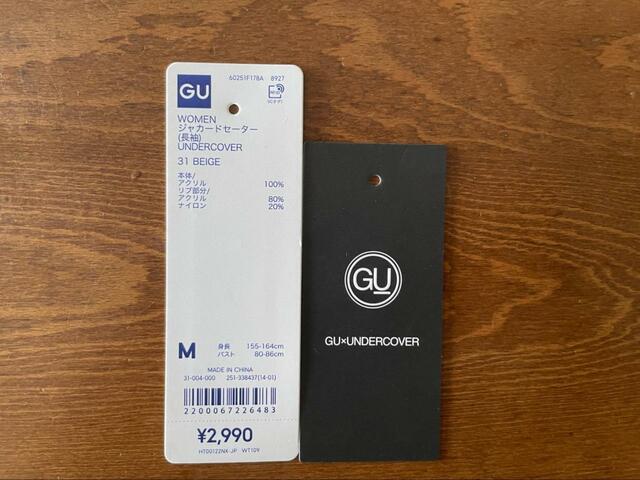 60251F178A 8927
GU
WOMEN
ジャカードセーター
(長袖)
UNDERCOVER
31 BEIGE
本体/
アクリル 100%
リブ部分/
アクリル 80%
ナイロン 20%
M 身長 155-164cm
バスト 80-86cm
MADE IN CHINA
31-004-000 251-338437(14-01)
2200067226483
¥2,990
HT00122NX-JP WT109
GU
GU×UNDERCOVER